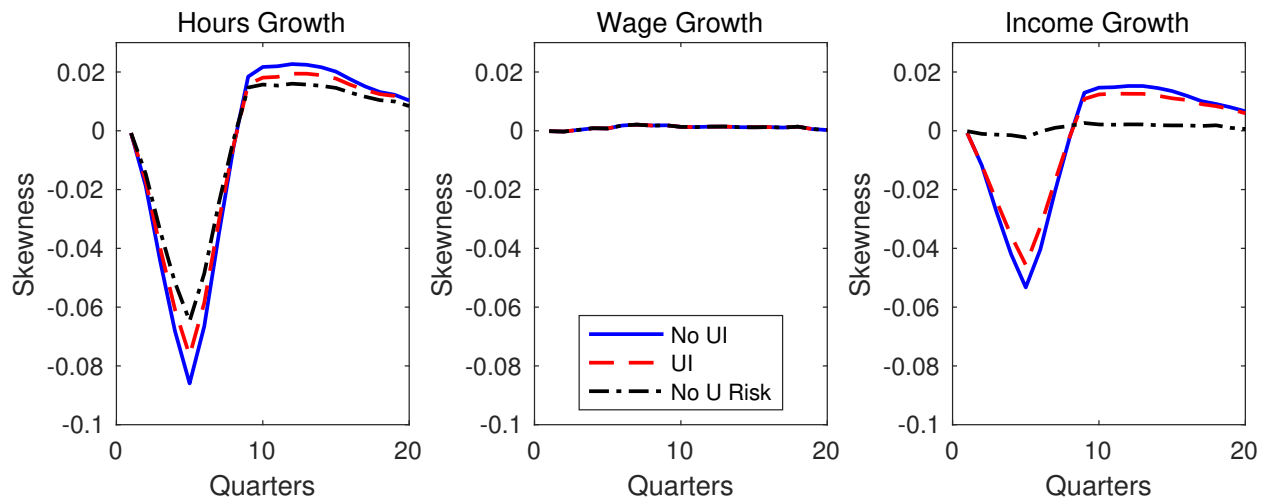 Hours Growth
0.02
0
-0.02
-0.04
-0.06
-0.08
-0.1
Skewness
0 10 20
Quarters
Wage Growth
0.02
0
-0.02
-0.04
-0.06
-0.08
-0.1
Skewness
No UI
UI
No U Risk
0 10 20
Quarters
Income Growth
0.02
0
-0.02
-0.04
-0.06
-0.08
-0.1
Skewness
0 10 20
Quarters